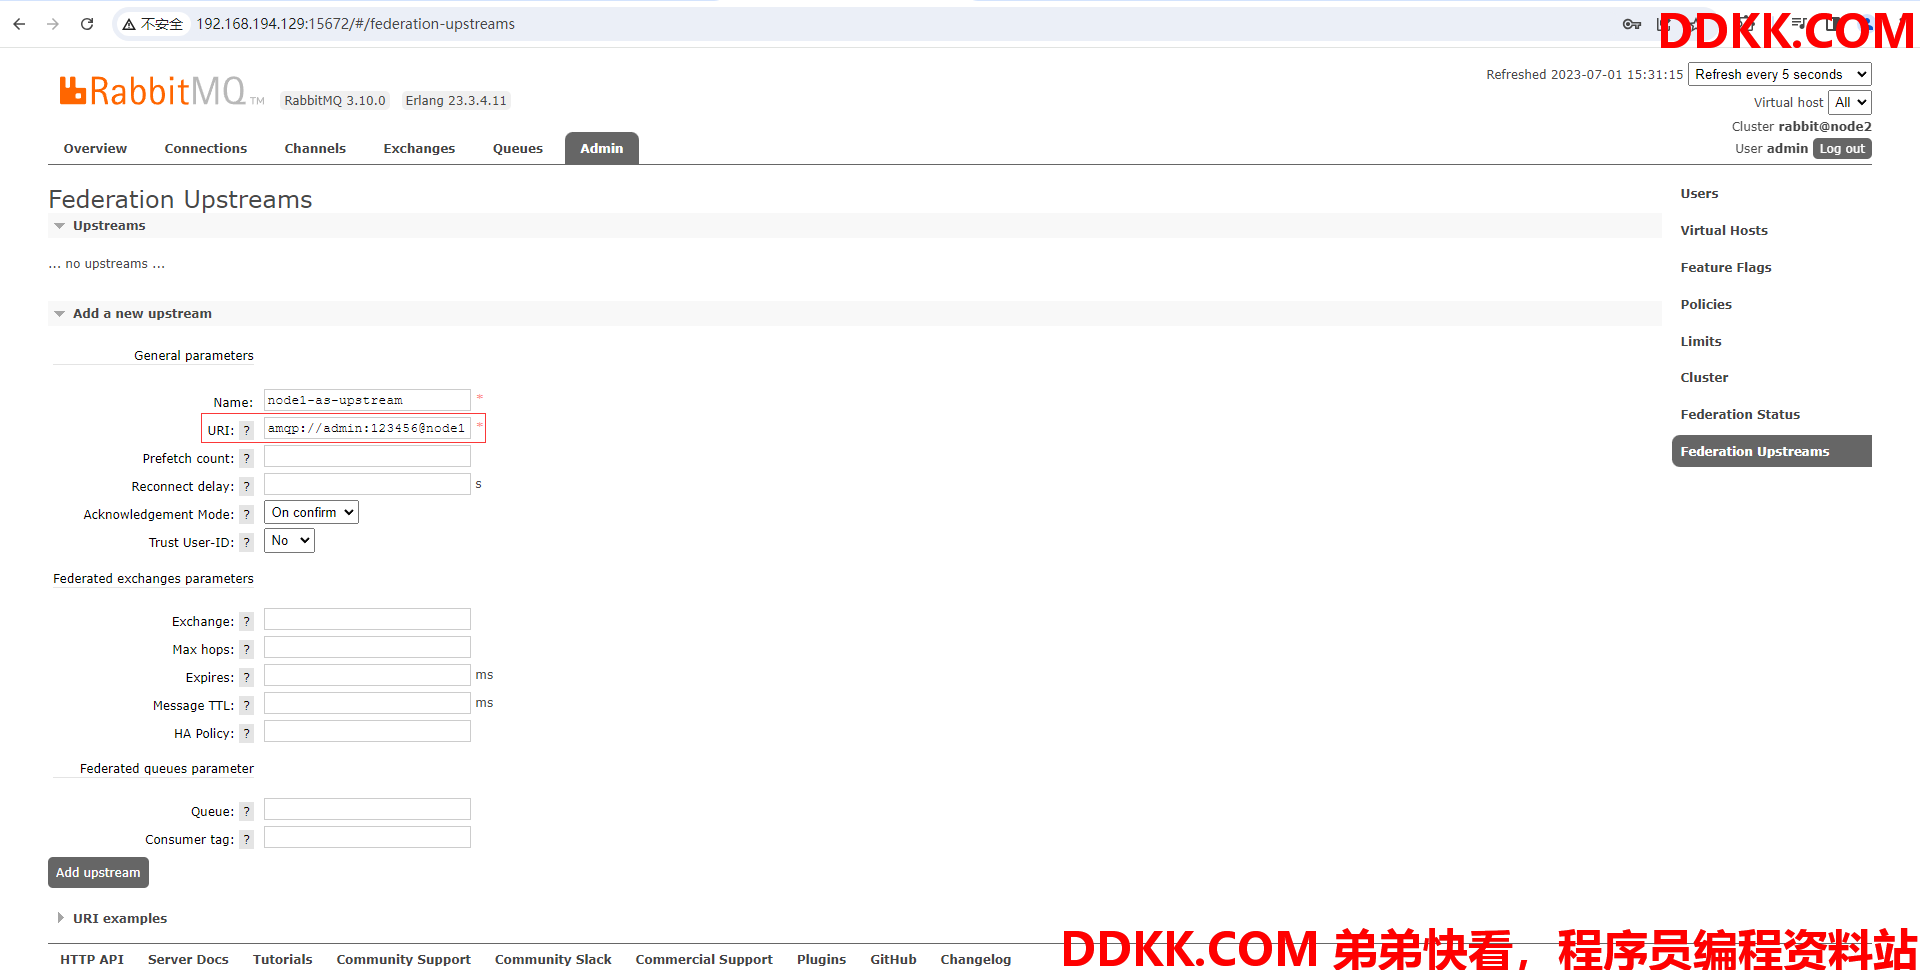 不安全 192.168.194.129:15672/#/federation-upstreams
DDKK.COM
RabbitMQ TM RabbitMQ 3.10.0 Erlang 23.3.4.11
Refreshed 2023-07-01 15:31:15 Refresh every 5 seconds
Virtual host All
Cluster rabbit@node2
User admin Log out
Overview Connections Channels Exchanges Queues Admin
Federation Upstreams
Upstreams
... no upstreams ...
Add a new upstream
General parameters
Name: node1-as-upstream *
URI: ? amqp://admin:123456@node1 *
Prefetch count: ?
Reconnect delay: ? s
Acknowledgement Mode: ? On confirm
Trust User-ID: ? No
Federated exchanges parameters
Exchange: ?
Max hops: ?
Expires: ? ms
Message TTL: ? ms
HA Policy: ?
Federated queues parameter
Queue: ?
Consumer tag: ?
Add upstream
URI examples
Users
Virtual Hosts
Feature Flags
Policies
Limits
Cluster
Federation Status
Federation Upstreams
HTTP API Server Docs Tutorials Community Support Community Slack Commercial Support Plugins GitHub Changelog
DDKK.COM 弟弟快看，程序员编程资料站